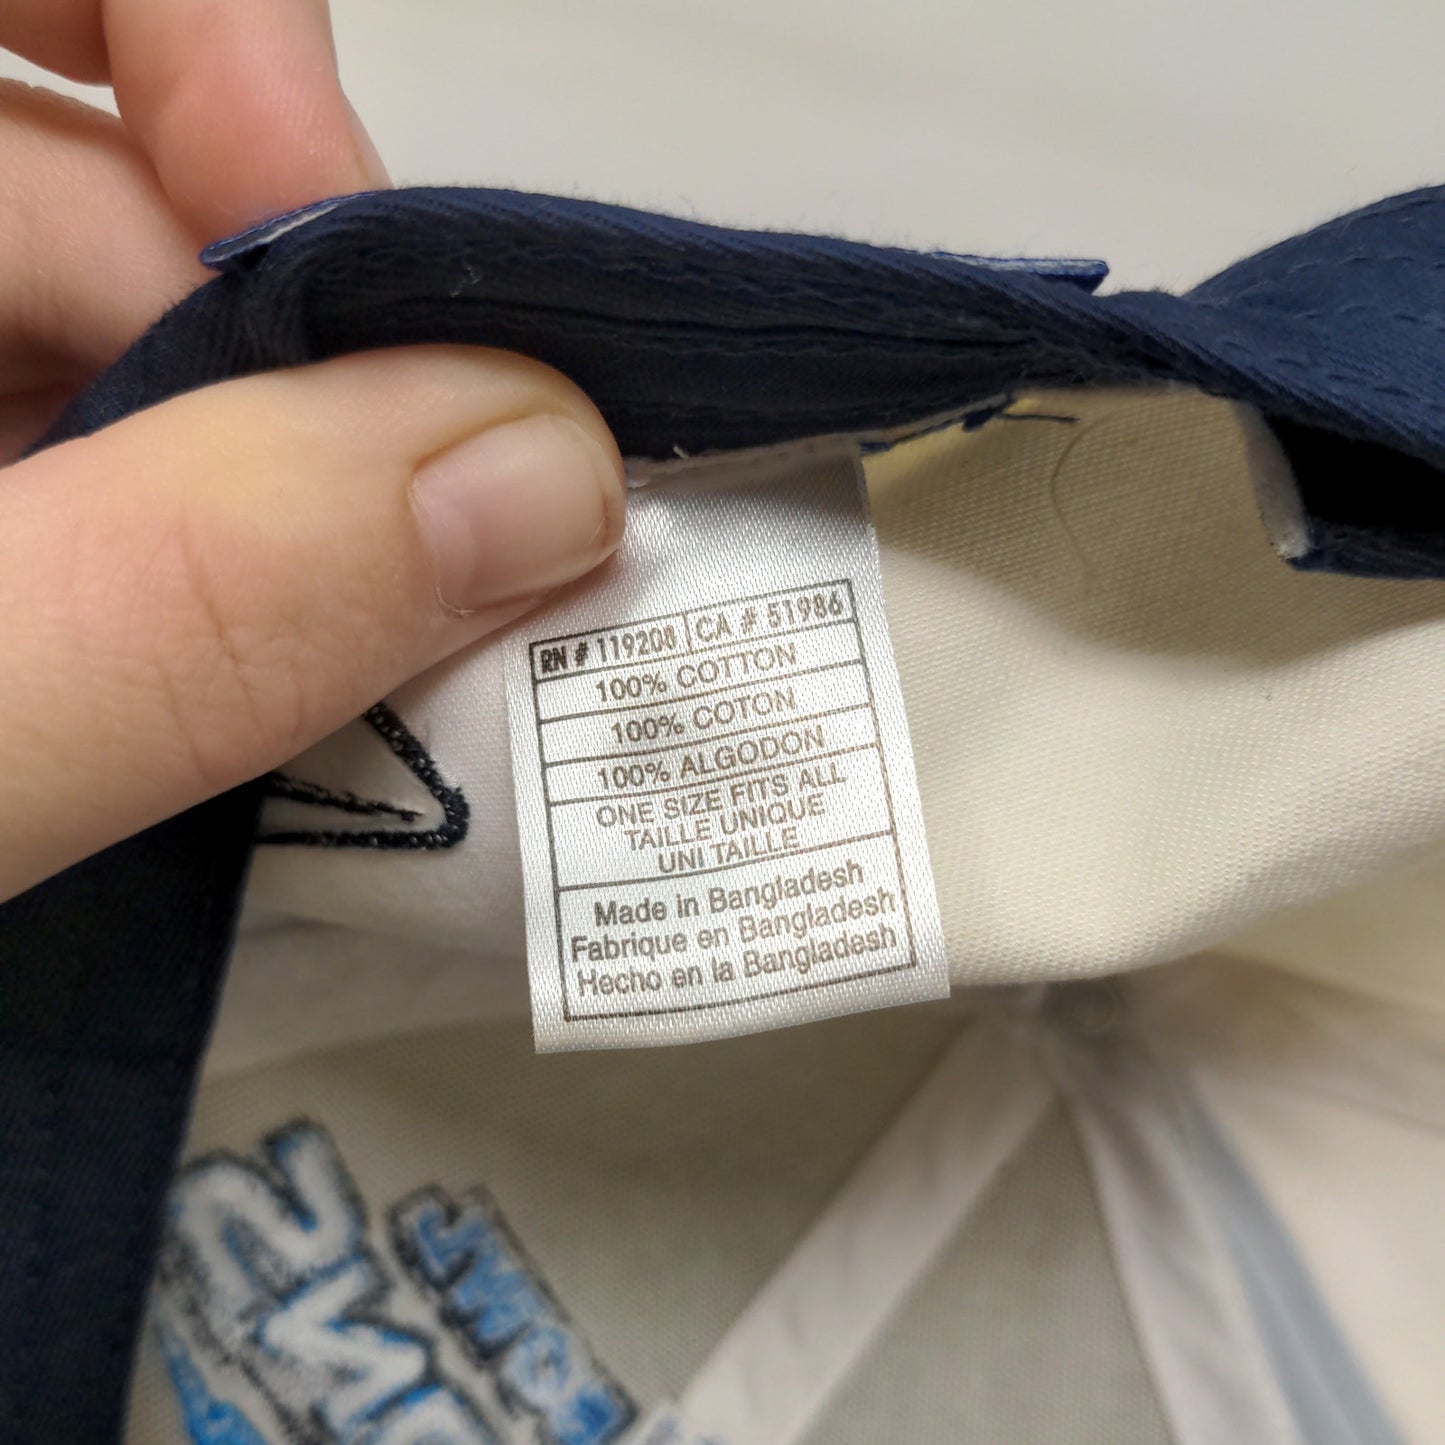 RN # 119208 CA # 51986
100% COTTON
100% COTON
100% ALGODON
ONE SIZE FITS ALL
TAILLE UNIQUE
UNI TAILLE
Made in Bangladesh
Fabrique en Bangladesh
Hecho en la Bangladesh